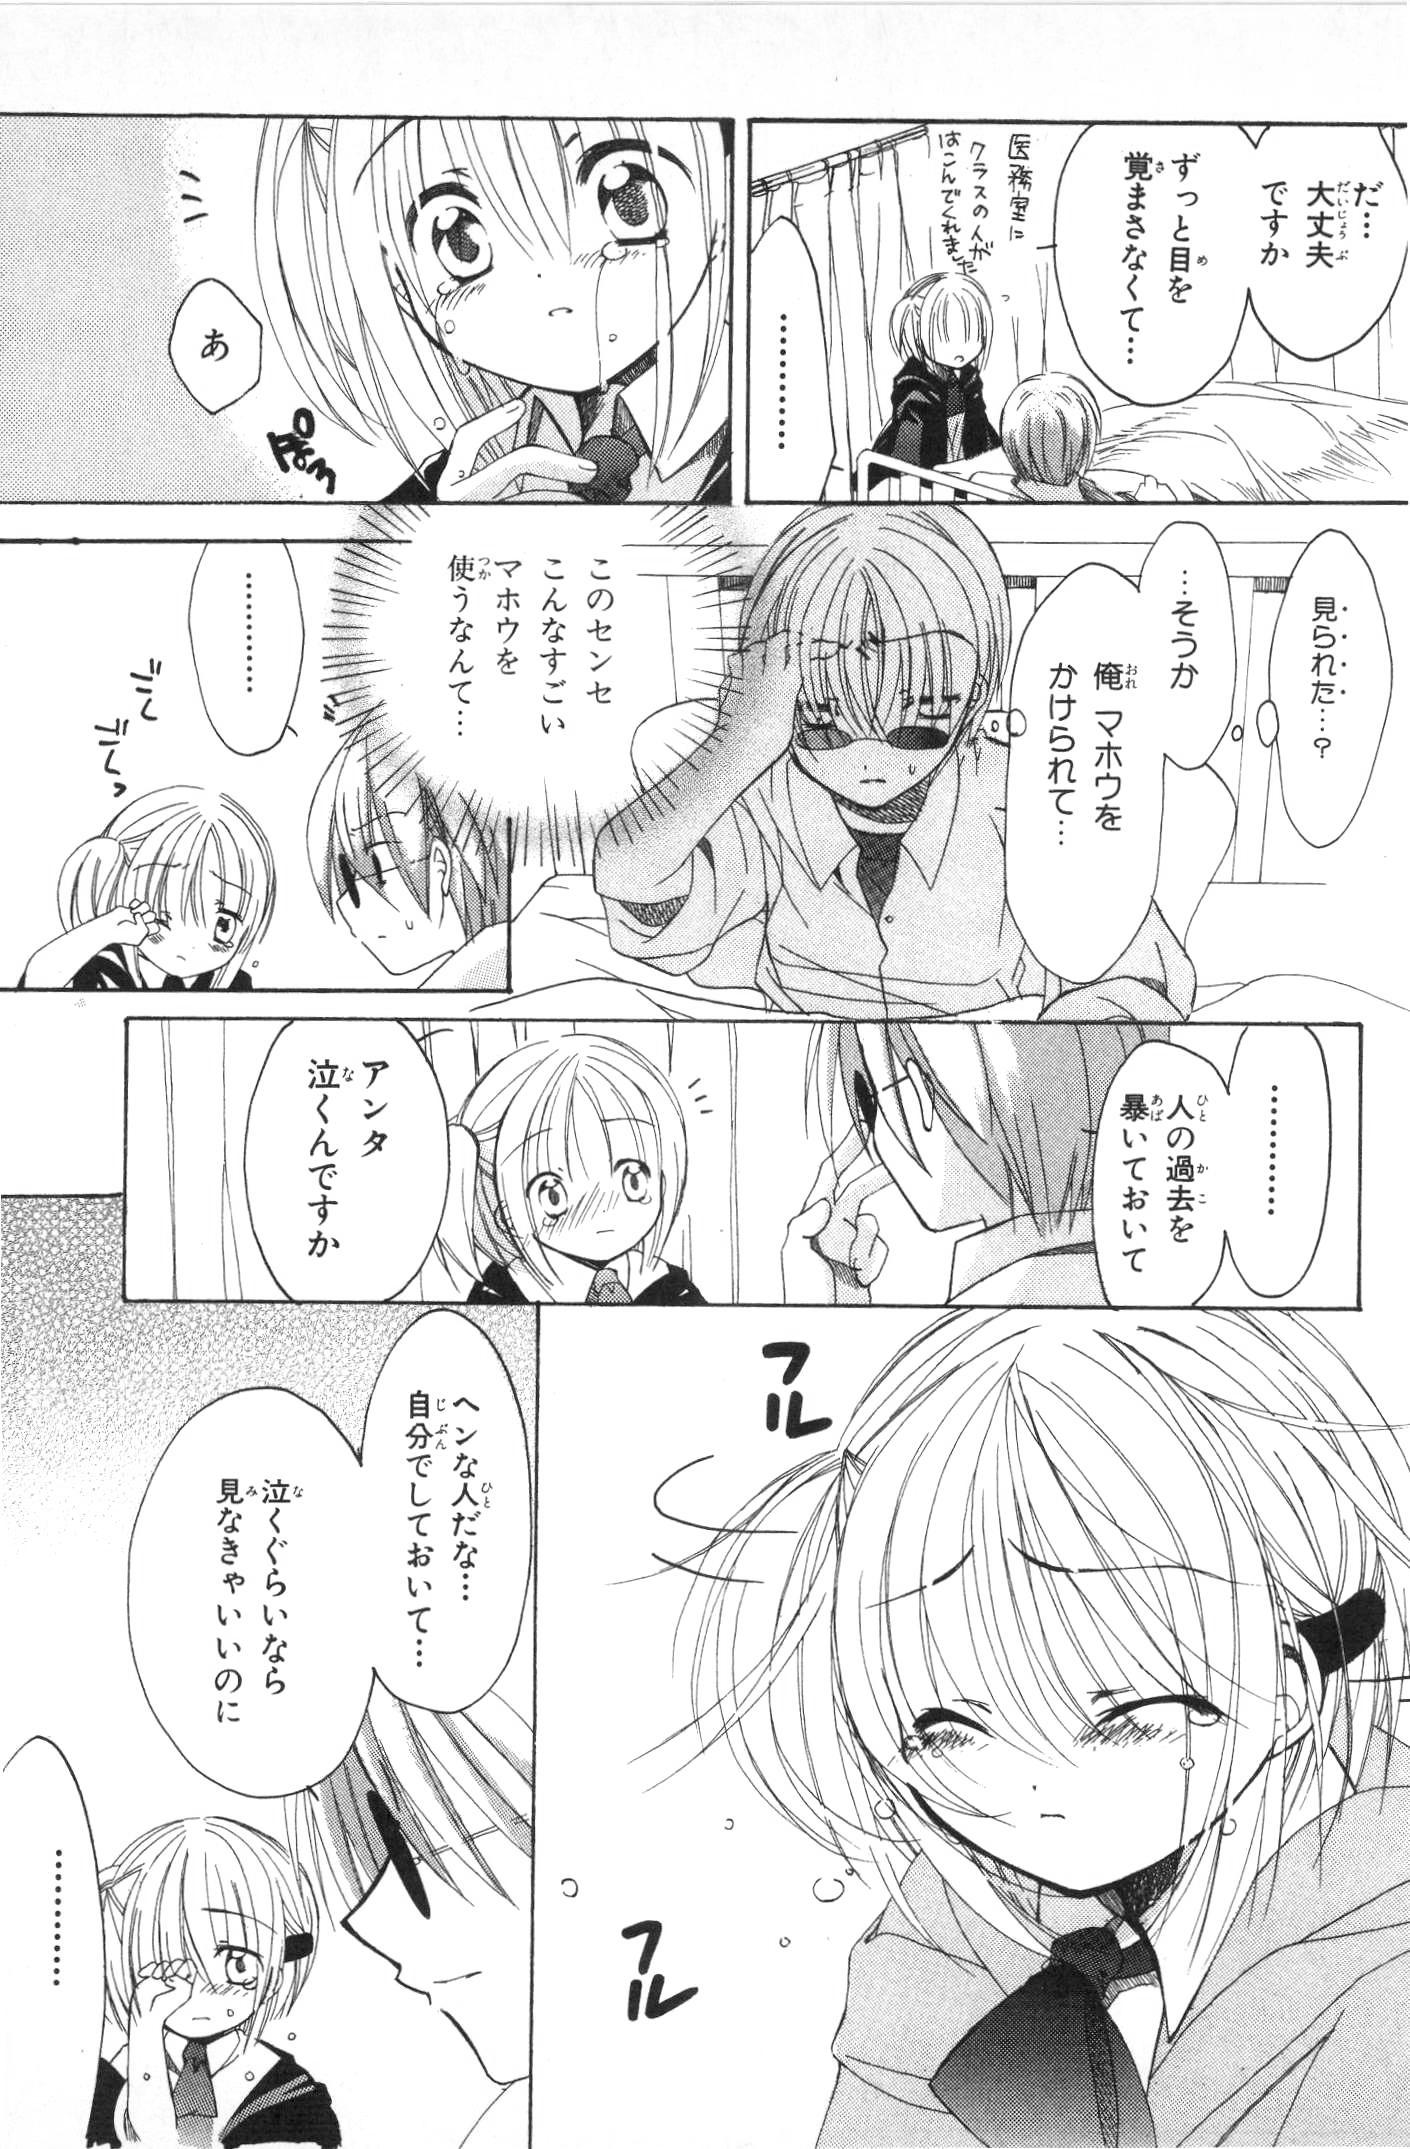 だ…
大丈夫
ですか
ずっと目を
覚まさなくて…
医務室に
クラスの人が
はこんでくれました
………
あ
ぽろ
見られた…?
…そうか
俺 マホウを
かけられて…
このセンセ
こんなすごい
マホウを
使うなんて…
………
ゴシ
ゴシ
………
人の過去を
暴いておいて
アンタ
泣くんですか
フル
フル
ヘンな人だな…
自分でしておいて…
泣くぐらいなら
見なきゃいいのに
………